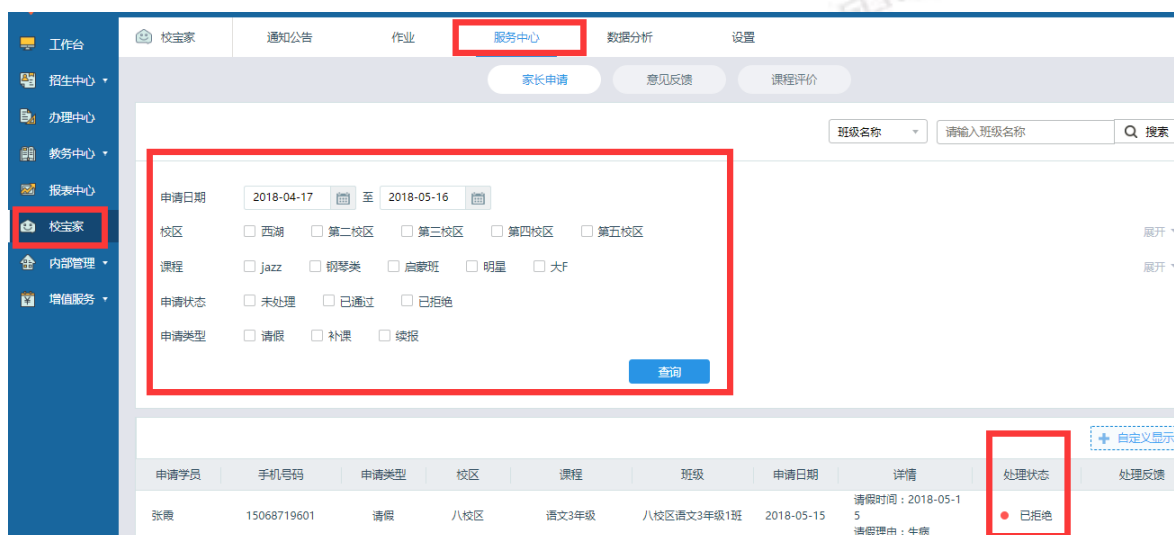 工作台
招生中心
办理中心
教务中心
报表中心
校宝家
内部管理
增值服务
校宝家 通知公告 作业 服务中心 数据分析 设置
家长申请 意见反馈 课程评价
班级名称 请输入班级名称 搜索
申请日期 2018-04-17 至 2018-05-16
校区 西湖 第二校区 第三校区 第四校区 第五校区 展开
课程 jazz 钢琴类 启蒙班 明星 大F 展开
申请状态 未处理 已通过 已拒绝
申请类型 请假 补课 续报
查询
自定义显示
申请学员 手机号码 申请类型 校区 课程 班级 申请日期 详情 处理状态 处理反馈
张霞 15068719601 请假 八校区 语文3年级 八校区语文3年级1班 2018-05-15 请假时间：2018-05-1
5 已拒绝
请假理由：生病